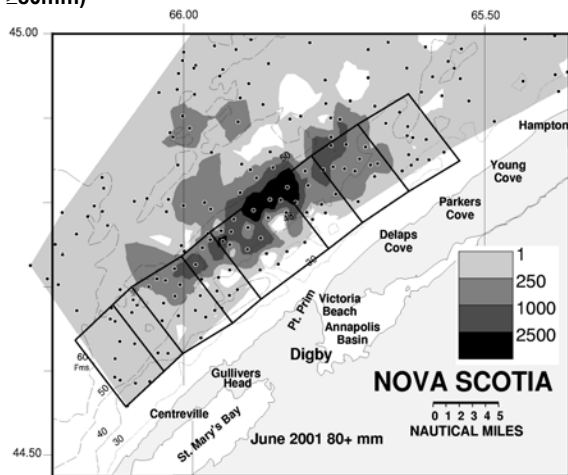 ≥80mm)
66.00
65.50
45.00
Hampton
Young
Cove
Parkers
Cove
Delaps
Cove
30
1
250
1000
2500
Pt. Prim
Victoria
Beach
Annapolis
Basin
Digby
60
Fms.
50
40
30
Gullivers
Head
Centreville
St. Mary's Bay
NOVA SCOTIA
0 1 2 3 4 5
NAUTICAL MILES
June 2001 80+ mm
44.50